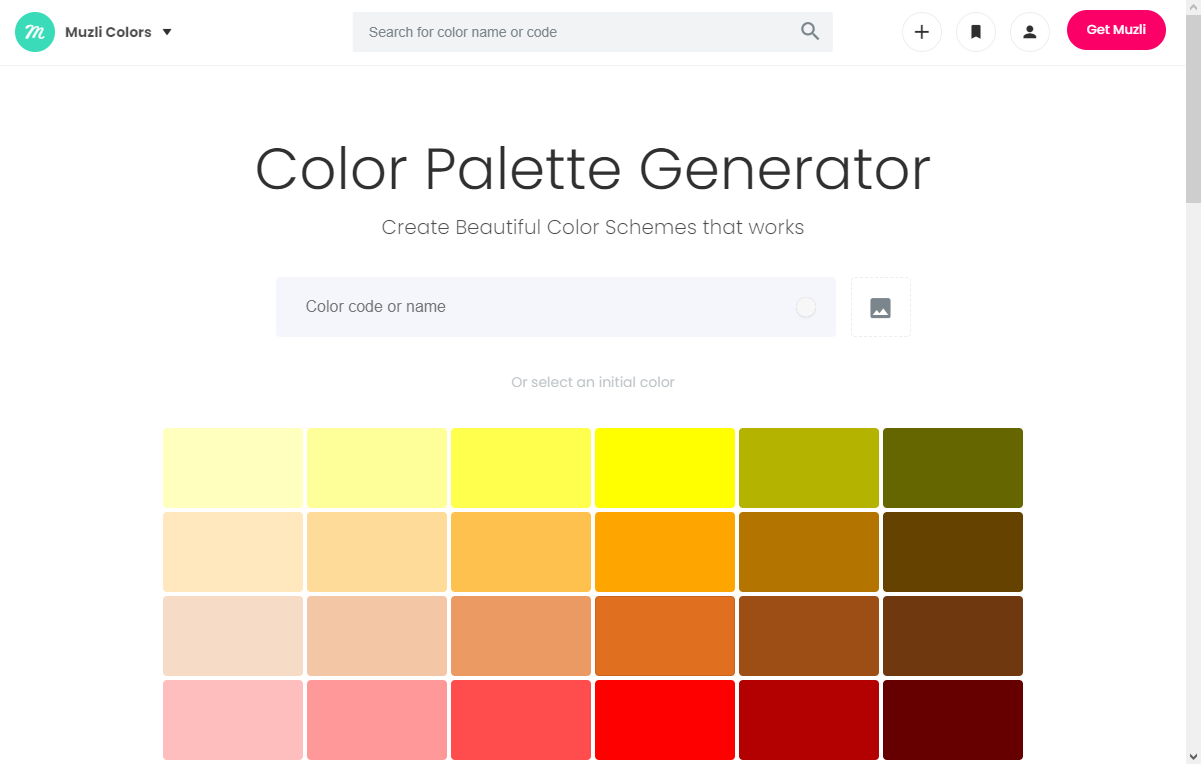 Muzli Colors
Search for color name or code
Get Muzli
Color Palette Generator
Create Beautiful Color Schemes that works
Color code or name
Or select an initial color